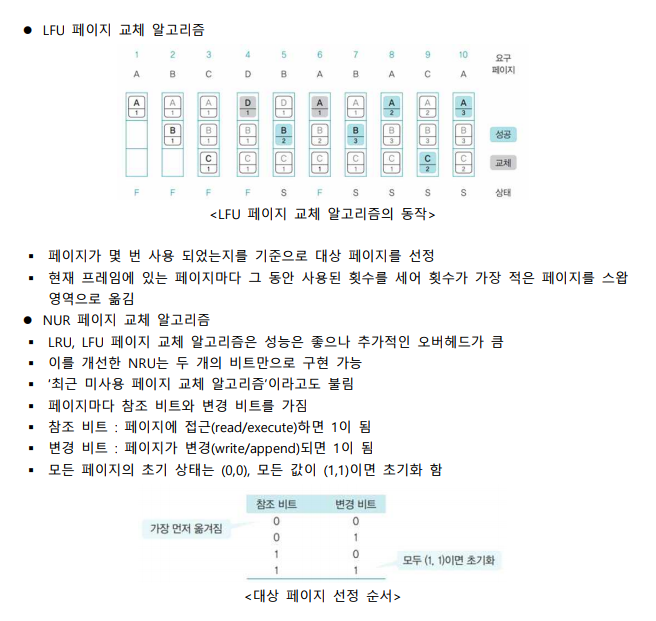 ● LFU 페이지 교체 알고리즘
1 2 3 4 5 6 7 8 9 10 요구
페이지
A B C D B A B A C A
A A A D D A A A A A
1 1 1 1 1 1 1 2 2 3
B B B B B B B B B
1 1 1 2 2 3 3 3 3
성공
C C C C C C C C
1 1 1 1 1 1 2 2
교체
F F F F S F S S S S 상태
<LFU 페이지 교체 알고리즘의 동작>
▪ 페이지가 몇 번 사용 되었는지를 기준으로 대상 페이지를 선정
▪ 현재 프레임에 있는 페이지마다 그 동안 사용된 횟수를 세어 횟수가 가장 적은 페이지를 스왑
영역으로 옮김
● NUR 페이지 교체 알고리즘
▪ LRU, LFU 페이지 교체 알고리즘은 성능은 좋으나 추가적인 오버헤드가 큼
▪ 이를 개선한 NRU는 두 개의 비트만으로 구현 가능
▪ ‘최근 미사용 페이지 교체 알고리즘’이라고도 불림
▪ 페이지마다 참조 비트와 변경 비트를 가짐
▪ 참조 비트 : 페이지에 접근(read/execute)하면 1이 됨
▪ 변경 비트 : 페이지가 변경(write/append)되면 1이 됨
▪ 모든 페이지의 초기 상태는 (0,0), 모든 값이 (1,1)이면 초기화 함
참조 비트 변경 비트
가장 먼저 옮겨짐
0 0
0 1
1 0
모두 (1, 1)이면 초기화
1 1
<대상 페이지 선정 순서>